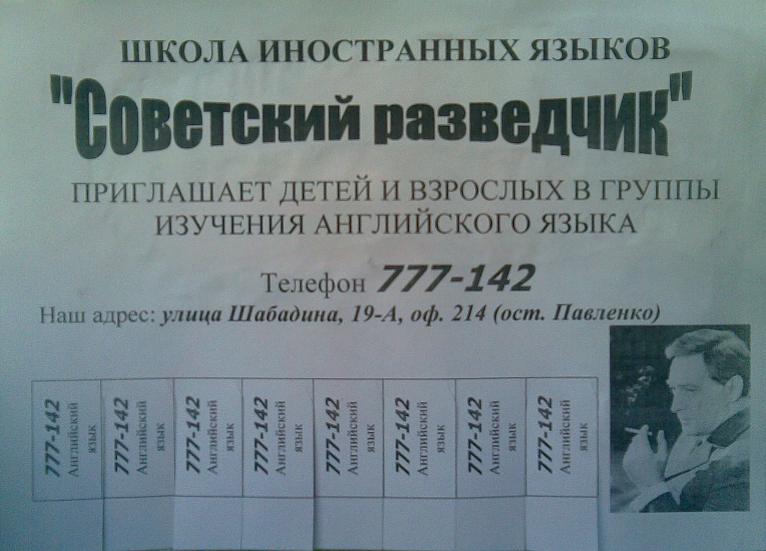 ШКОЛА ИНОСТРАННЫХ ЯЗЫКОВ
"Советский разведчик"
ПРИГЛАШАЕТ ДЕТЕЙ И ВЗРОСЛЫХ В ГРУППЫ
ИЗУЧЕНИЯ АНГЛИЙСКОГО ЯЗЫКА
Телефон 777-142
Наш адрес: улица Шабадина, 19-А, оф. 214 (ост. Павленко)
777-142
Английский
язык
777-142
Английский
язык
777-142
Английский
язык
777-142
Английский
язык
777-142
Английский
язык
777-142
Английский
язык
777-142
Английский
язык
777-142
Английский
язык